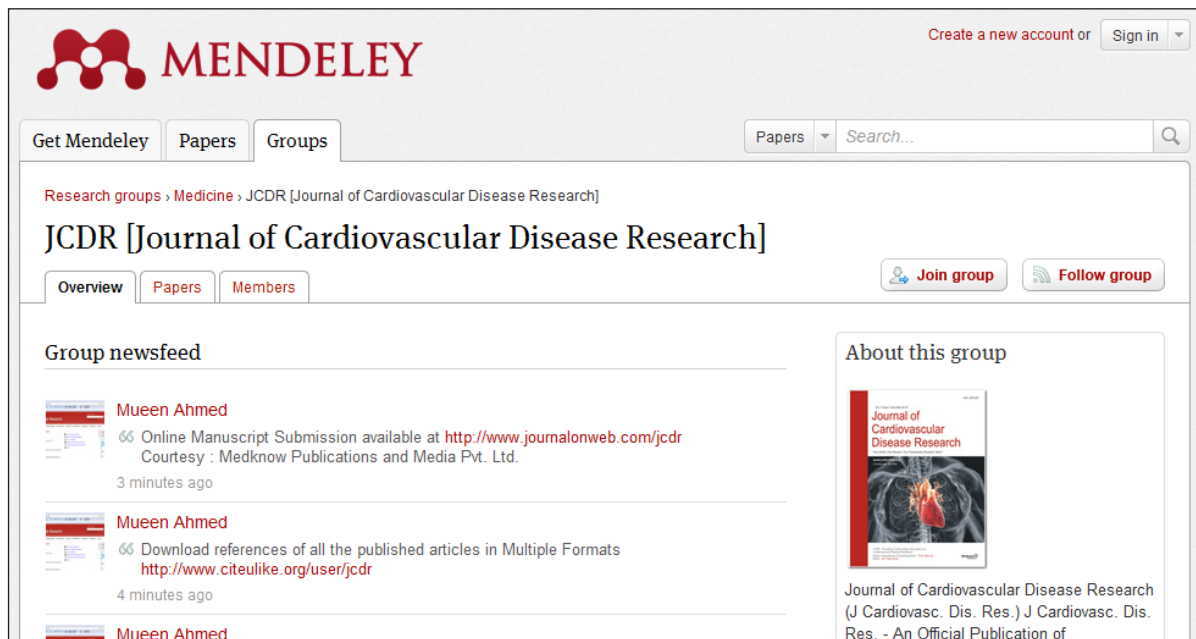 MENDELEY
Create a new account or Sign in
Get Mendeley Papers Groups
Papers Search...
Research groups › Medicine › JCDR [Journal of Cardiovascular Disease Research]
JCDR [Journal of Cardiovascular Disease Research]
Overview Papers Members
Join group Follow group
Group newsfeed
Mueen Ahmed
Online Manuscript Submission available at http://www.journalonweb.com/jcdr
Courtesy : Medknow Publications and Media Pvt. Ltd.
3 minutes ago
Mueen Ahmed
Download references of all the published articles in Multiple Formats
http://www.citeulike.org/user/jcdr
4 minutes ago
Mueen Ahmed
About this group
Journal of
Cardiovascular
Disease Research
Journal of Cardiovascular Disease Research
(J Cardiovasc. Dis. Res.) J Cardiovasc. Dis.
Res. - An Official Publication of